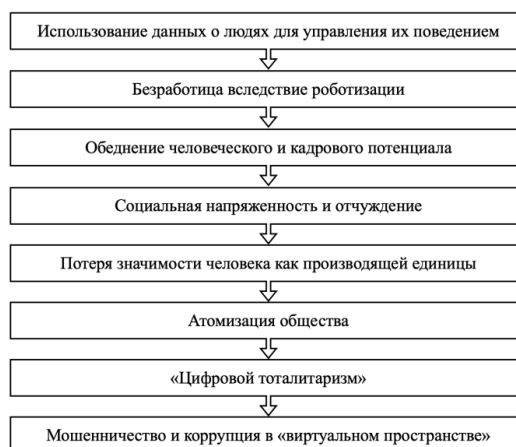 Использование данных о людях для управления их поведением
Безработица вследствие роботизации
Обеднение человеческого и кадрового потенциала
Социальная напряженность и отчуждение
Потеря значимости человека как производящей единицы
Атомизация общества
«Цифровой тоталитаризм»
Мошенничество и коррупция в «виртуальном пространстве»